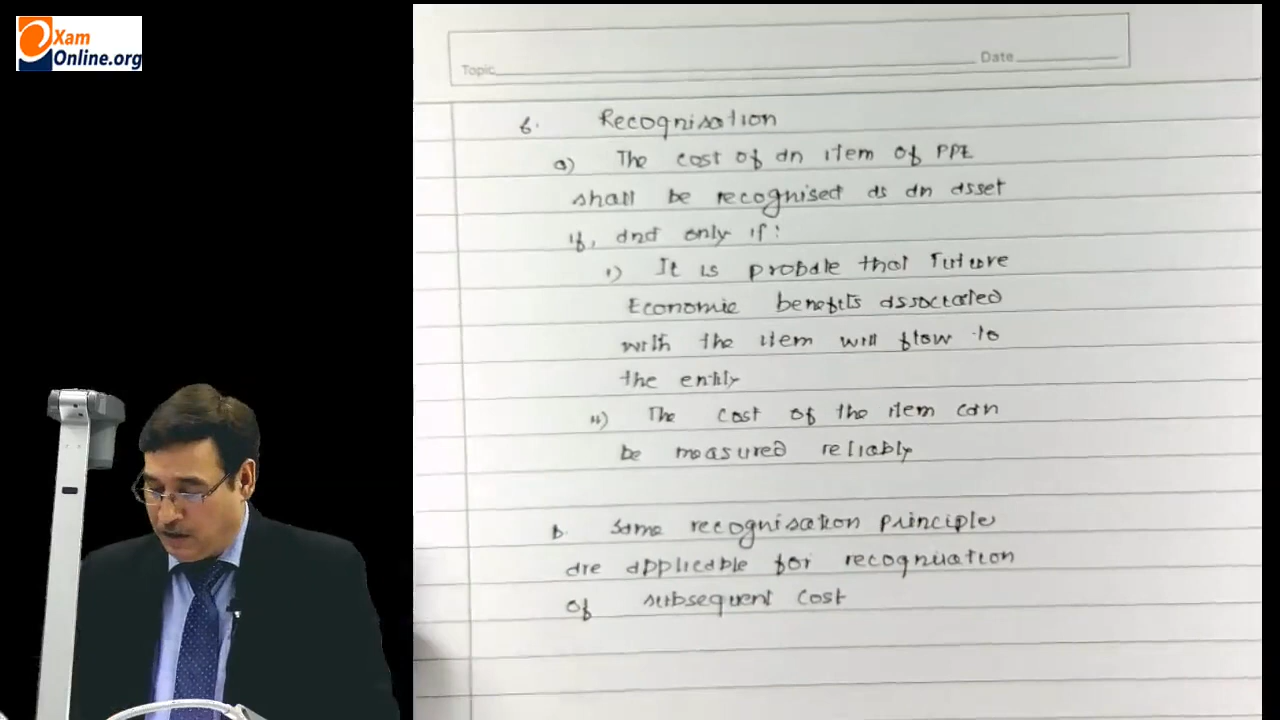 Xam
Online.org
Topic
Date
6. Recognisation
a) The cost of an item of PPE
shall be recognised as an asset
if, and only if:
i) It is probale that Future
Economic benefits associated
with the item will flow to
the entity
ii) The cost of the item can
be measured reliably
b. Same recognisation principle
are applicable for recognisation
of subsequent cost